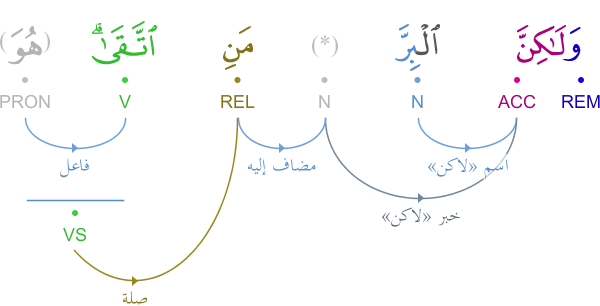 وَلَٰكِنَّ ٱلْبِرَّ (*) مَنِ ٱتَّقَىٰۗ (هُوَ)
REM ACC N N REL V PRON
اسم «لاكن» مضاف إليه فاعل
خبر «لاكن»
VS
صلة